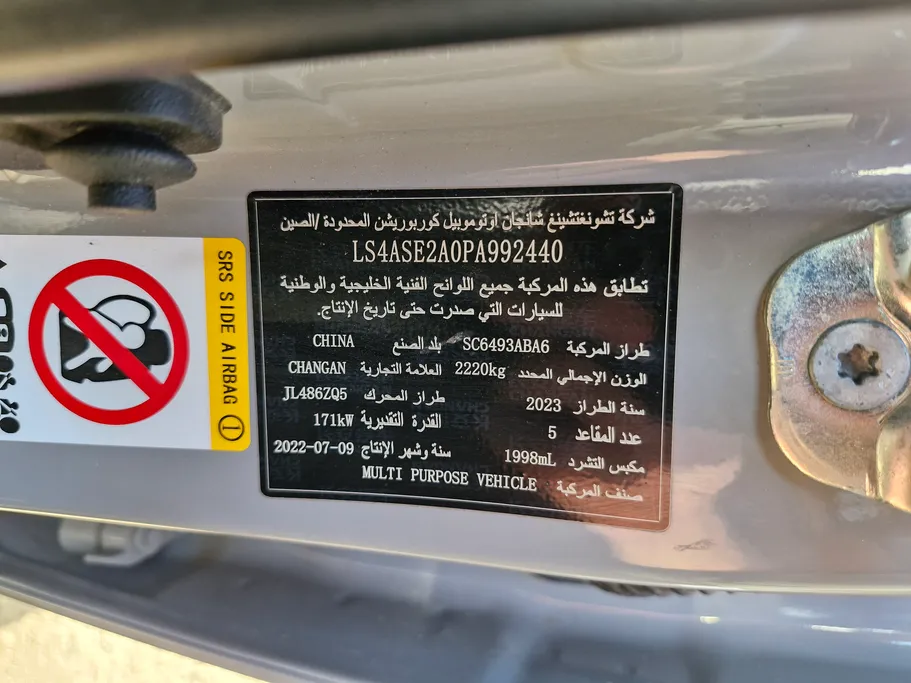 شركة تشونغتشينغ شانجان أوتوموبيل كوربوريشن المحدودة /الصين
LS4ASE2A0PA992440
تطابق هذه المركبة جميع اللوائح الفنية الخليجية والوطنية
للسيارات التي صدرت حتى تاريخ الإنتاج.
طراز المركبة SC6493ABA6 بلد الصنع CHINA
الوزن الإجمالي المحدد 2220kg العلامة التجارية CHANGAN
سنة الطراز 2023 طراز المحرك JL486ZQ5
عدد المقاعد 5 القدرة التقديرية 171kW
مكبس التشرد 1998mL سنة وشهر الإنتاج 2022-07-09
صنف المركبة MULTI PURPOSE VEHICLE
SRS SIDE AIRBAG 1